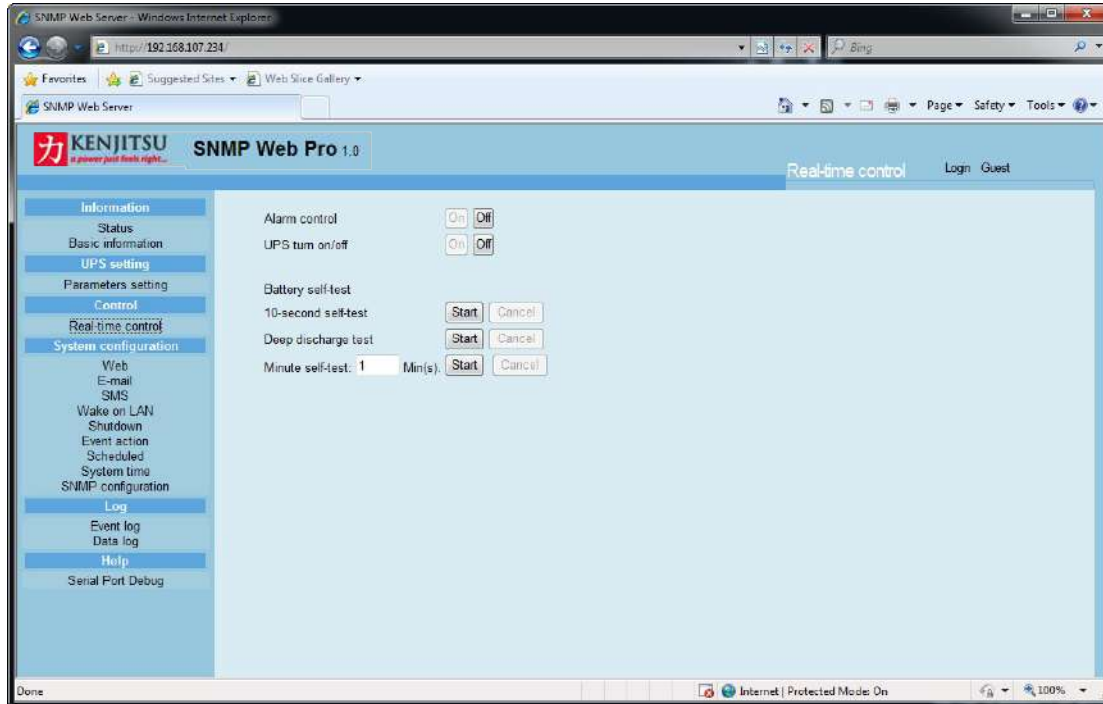 SNMP Web Server - Windows Internet Explorer
http://192.168.107.234/
Bing
Favorites Suggested Sites Web Slice Gallery
SNMP Web Server
Page Safety Tools
力 KENJITSU
a power just feels right...
SNMP Web Pro 1.0
Real-time control
Login Guest
Information
Status
Basic information
UPS setting
Parameters setting
Control
Real-time control
System configuration
Web
E-mail
SMS
Wake on LAN
Shutdown
Event action
Scheduled
System time
SNMP configuration
Log
Event log
Data log
Help
Serial Port Debug
Alarm control On Off
UPS turn on/off On Off
Battery self-test
10-second self-test Start Cancel
Deep discharge test Start Cancel
Minute self-test: 1 Min(s). Start Cancel
Done
Internet | Protected Mode: On
100%